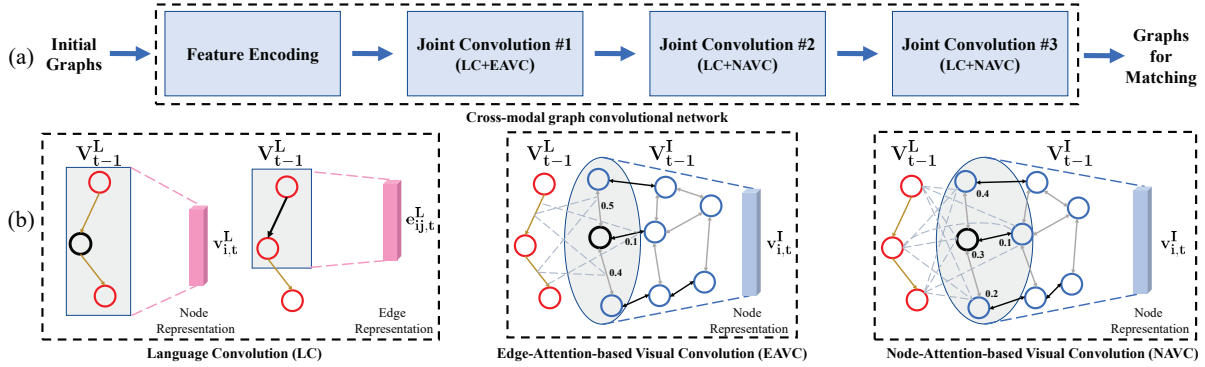 (a)
Initial
Graphs
Feature Encoding
Joint Convolution #1
(LC+EAVC)
Joint Convolution #2
(LC+NAVC)
Joint Convolution #3
(LC+NAVC)
Graphs
for
Matching
Cross-modal graph convolutional network
(b)
V^L_{t-1}
V^L_{t-1}
v^L_{i,t}
e^L_{ij,t}
Node
Representation
Edge
Representation
Language Convolution (LC)
V^L_{t-1}
V^I_{t-1}
0.5
0.1
0.4
v^I_{i,t}
Node
Representation
Edge-Attention-based Visual Convolution (EAVC)
V^L_{t-1}
V^I_{t-1}
0.4
0.1
0.3
0.2
v^I_{i,t}
Node
Representation
Node-Attention-based Visual Convolution (NAVC)